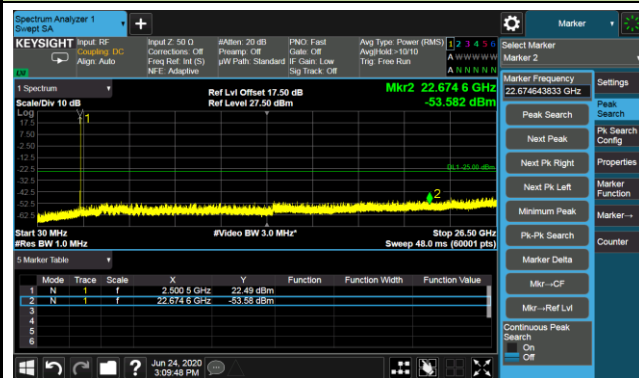 Spectrum Analyzer 1
Swept SA
Marker
KEYSIGHT
Input: RF
Coupling: DC
Align: Auto
Input Z: 50 Ω
Corrections: Off
Freq Ref: Int (S)
NFE: Adaptive
#Atten: 20 dB
Preamp: Off
µW Path: Standard
PNO: Fast
Gate: Off
IF Gain: Low
Sig Track: Off
Avg Type: Power (RMS)
Avg|Hold:>10/10
Trig: Free Run
1 2 3 4 5 6
A W W W W W
A N N N N N
LXI
Select Marker
Marker 2
1 Spectrum
Scale/Div 10 dB
Ref Lvl Offset 17.50 dB
Ref Level 27.50 dBm
Mkr2 22.674 6 GHz
-53.582 dBm
Log
17.5
7.50
-2.50
-12.5
-22.5
-32.5
-42.5
-52.5
-62.5
1
DL1 -25.00 dBm
2
Start 30 MHz
#Res BW 1.0 MHz
#Video BW 3.0 MHz*
Stop 26.50 GHz
Sweep 48.0 ms (60001 pts)
5 Marker Table
Mode Trace Scale X Y Function Function Width Function Value
1 N 1 f 2.500 5 GHz 22.49 dBm
2 N 1 f 22.674 6 GHz -53.58 dBm
3
4
5
6
Marker Frequency
22.674643833 GHz
Peak Search
Next Peak
Next Pk Right
Next Pk Left
Minimum Peak
Pk-Pk Search
Marker Delta
Mkr→CF
Mkr→Ref Lvl
Continuous Peak
Search
On
Off
Settings
Peak
Search
Pk Search
Config
Properties
Marker
Function
Marker→
Counter
?
Jun 24, 2020
3:09:48 PM